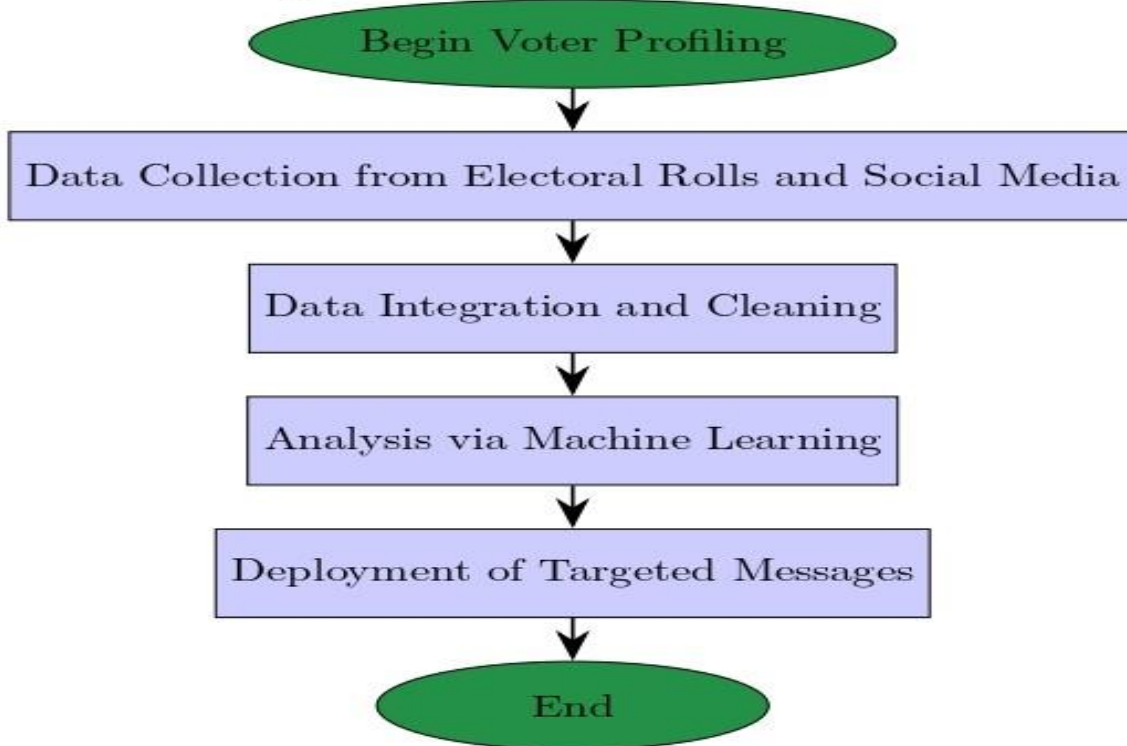 Begin Voter Profiling
Data Collection from Electoral Rolls and Social Media
Data Integration and Cleaning
Analysis via Machine Learning
Deployment of Targeted Messages
End